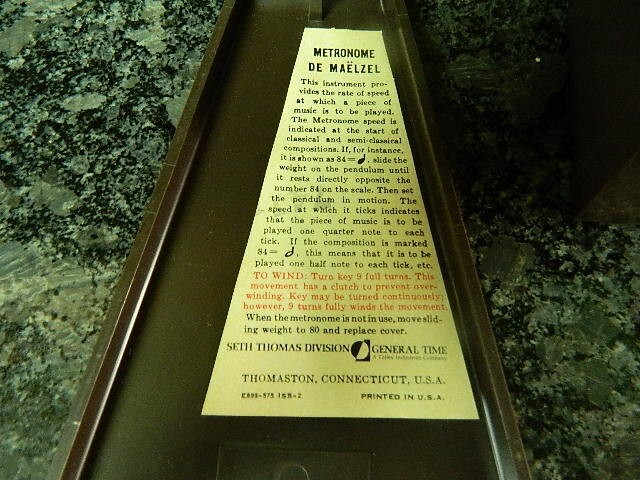 METRONOME
DE MAËLZEL
This instrument pro-
vides the rate of speed
at which a piece of
music is to be played.
The Metronome speed is
indicated at the start of
classical and semi-classical
compositions. If, for instance,
it is shown as 84=♩, slide the
weight on the pendulum until
it rests directly opposite the
number 84 on the scale. Then set
the pendulum in motion. The
speed at which it ticks indicates
that the piece of music is to be
played one quarter note to each
tick. If the composition is marked
84= 𝅗𝅥, this means that it is to be
played one half note to each tick, etc.
TO WIND: Turn key 9 full turns. This
movement has a clutch to prevent over-
winding. Key may be turned continuously;
however, 9 turns fully winds the movement.
When the metronome is not in use, move slid-
ing weight to 80 and replace cover.
SETH THOMAS DIVISION GENERAL TIME
A Talley Industries Company
THOMASTON, CONNECTICUT, U.S.A.
E899-575 ISS-2 PRINTED IN U.S.A.